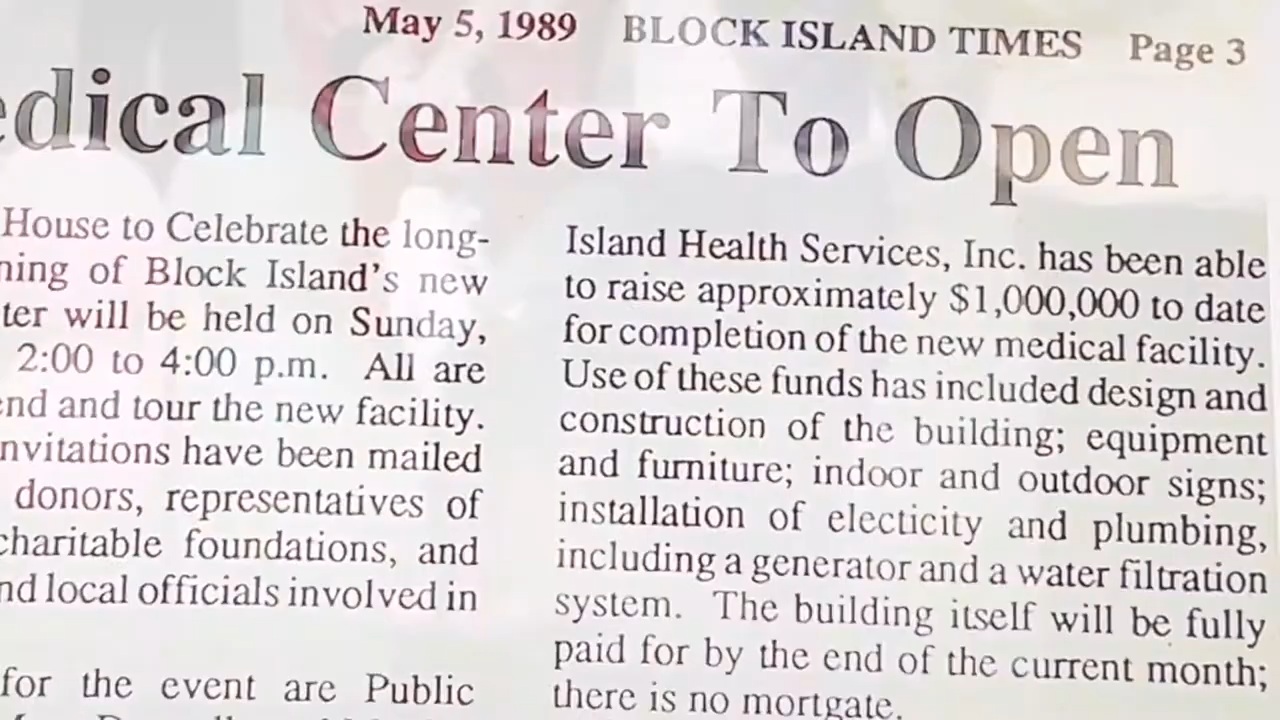 May 5, 1989 BLOCK ISLAND TIMES Page 3
edical Center To Open
House to Celebrate the long-
ning of Block Island's new
ter will be held on Sunday,
2:00 to 4:00 p.m. All are
end and tour the new facility.
nvitations have been mailed
donors, representatives of
charitable foundations, and
nd local officials involved in
for the event are Public
Island Health Services, Inc. has been able
to raise approximately $1,000,000 to date
for completion of the new medical facility.
Use of these funds has included design and
construction of the building; equipment
and furniture; indoor and outdoor signs;
installation of electicity and plumbing,
including a generator and a water filtration
system. The building itself will be fully
paid for by the end of the current month;
there is no mortgate.